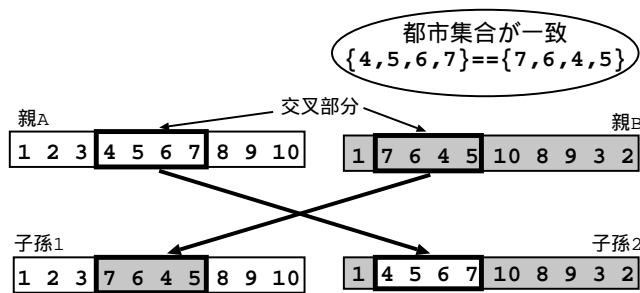 都市集合が一致
{4,5,6,7}=={7,6,4,5}
交叉部分
親A
親B
1 2 3 4 5 6 7 8 9 10
1 7 6 4 5 10 8 9 3 2
子孫1
子孫2
1 2 3 7 6 4 5 8 9 10
1 4 5 6 7 10 8 9 3 2